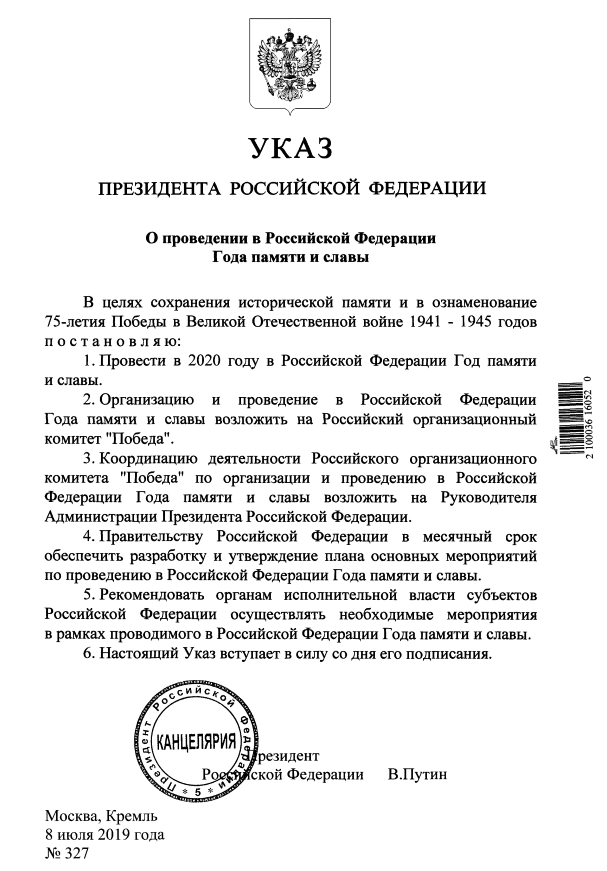 УКАЗ
ПРЕЗИДЕНТА РОССИЙСКОЙ ФЕДЕРАЦИИ
О проведении в Российской Федерации
Года памяти и славы
В целях сохранения исторической памяти и в ознаменование
75-летия Победы в Великой Отечественной войне 1941 - 1945 годов
п о с т а н о в л я ю:
1. Провести в 2020 году в Российской Федерации Год памяти
и славы.
2. Организацию и проведение в Российской Федерации
Года памяти и славы возложить на Российский организационный
комитет "Победа".
3. Координацию деятельности Российского организационного
комитета "Победа" по организации и проведению в Российской
Федерации Года памяти и славы возложить на Руководителя
Администрации Президента Российской Федерации.
4. Правительству Российской Федерации в месячный срок
обеспечить разработку и утверждение плана основных мероприятий
по проведению в Российской Федерации Года памяти и славы.
5. Рекомендовать органам исполнительной власти субъектов
Российской Федерации осуществлять необходимые мероприятия
в рамках проводимого в Российской Федерации Года памяти и славы.
6. Настоящий Указ вступает в силу со дня его подписания.
2 100036 16052 0
Президент Российской Федерации
КАНЦЕЛЯРИЯ
* 5 *
Президент
Российской Федерации В.Путин
Москва, Кремль
8 июля 2019 года
№ 327